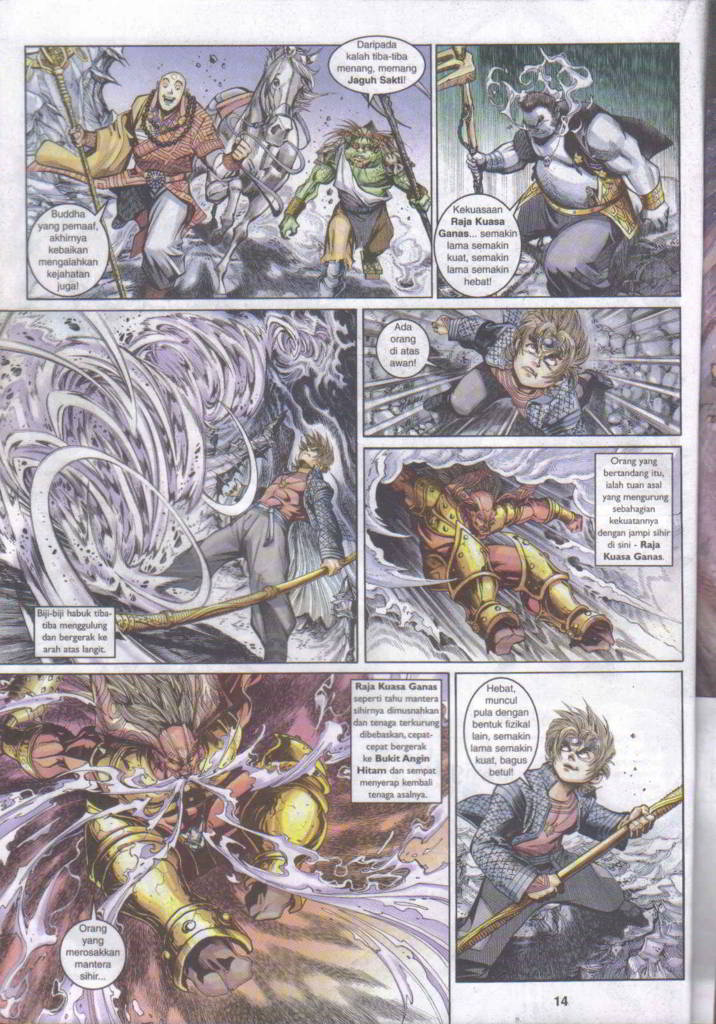 Buddha
yang pemaaf,
akhirnya
kebaikan
mengalahkan
kejahatan
juga!
Daripada
kalah tiba-tiba
menang, memang
Jaguh Sakti!
Kekuasaan
Raja Kuasa
Ganas... semakin
lama semakin
kuat, semakin
lama semakin
hebat!
Biji-biji habuk tiba-
tiba menggulung
dan bergerak ke
arah atas langit.
Ada
orang
di atas
awan!
Orang yang
bertandang itu,
ialah tuan asal
yang mengurung
sebahagian
kekuatannya
dengan jampi sihir
di sini - Raja
Kuasa Ganas.
Raja Kuasa Ganas
seperti tahu mantera
sihirnya dimusnahkan
dan tenaga terkurung
dibebaskan, cepat-
cepat bergerak
ke Bukit Angin
Hitam dan sempat
menyerap kembali
tenaga asalnya.
Orang
yang
merosakkan
mantera
sihir...
Hebat,
muncul
pula dengan
bentuk fizikal
lain, semakin
lama semakin
kuat, bagus
betul!
14